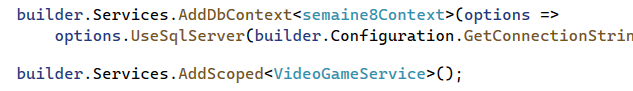 builder.Services.AddDbContext<semaine8Context>(options =>
options.UseSqlServer(builder.Configuration.GetConnectionStrin
builder.Services.AddScoped<VideoGameService>();